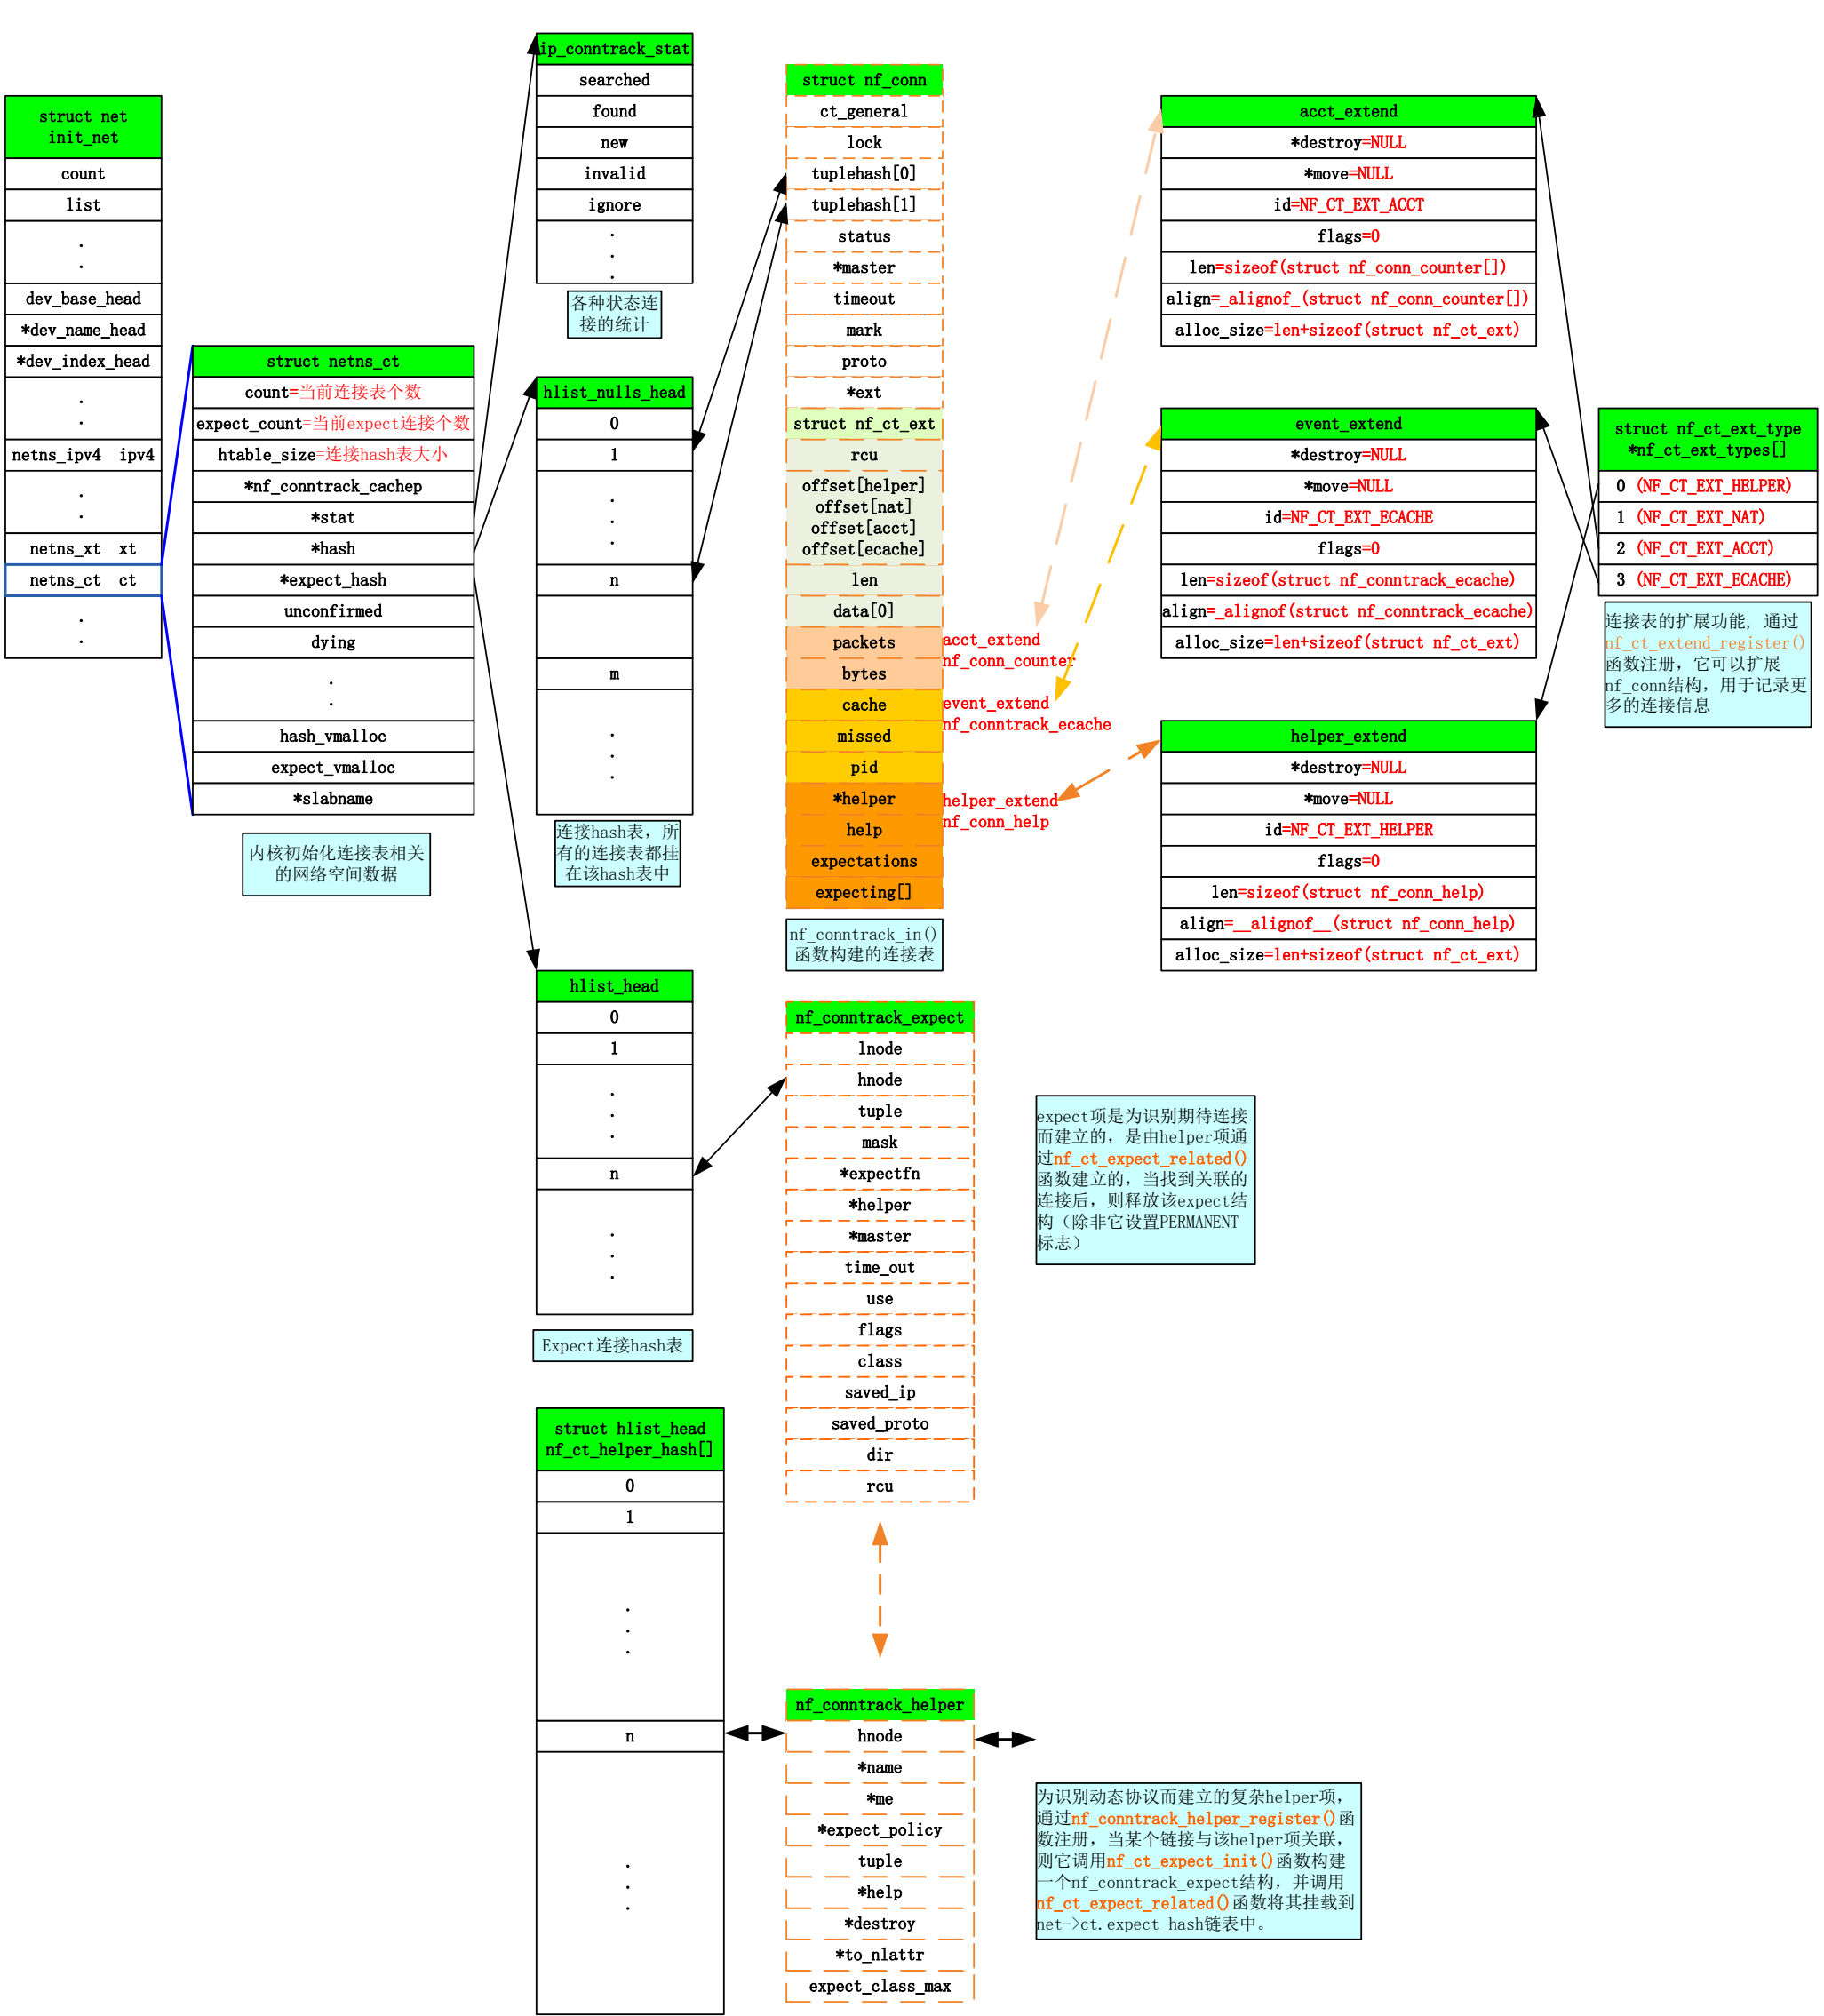 struct net
init_net
count
list
.
.
dev_base_head
*dev_name_head
*dev_index_head
.
.
netns_ipv4  ipv4
.
.
netns_xt  xt
netns_ct  ct
.
.
struct netns_ct
count=当前连接表个数
expect_count=当前expect连接个数
htable_size=连接hash表大小
*nf_conntrack_cachep
*stat
*hash
*expect_hash
unconfirmed
dying
.
.
hash_vmalloc
expect_vmalloc
*slabname
内核初始化连接表相关
的网络空间数据
ip_conntrack_stat
searched
found
new
invalid
ignore
.
.
.
各种状态连
接的统计
hlist_nulls_head
0
1
.
.
.
n
m
.
.
.
连接hash表，所
有的连接表都挂
在该hash表中
hlist_head
0
1
.
.
.
n
.
.
.
Expect连接hash表
struct hlist_head
nf_ct_helper_hash[]
0
1
.
.
.
n
.
.
.
struct nf_conn
ct_general
lock
tuplehash[0]
tuplehash[1]
status
*master
timeout
mark
proto
*ext
struct nf_ct_ext
rcu
offset[helper]
offset[nat]
offset[acct]
offset[ecache]
len
data[0]
packets
bytes
cache
missed
pid
*helper
help
expectations
expecting[]
acct_extend
nf_conn_counter
event_extend
nf_conntrack_ecache
helper_extend
nf_conn_help
nf_conntrack_in()
函数构建的连接表
nf_conntrack_expect
lnode
hnode
tuple
mask
*expectfn
*helper
*master
time_out
use
flags
class
saved_ip
saved_proto
dir
rcu
nf_conntrack_helper
hnode
*name
*me
*expect_policy
tuple
*help
*destroy
*to_nlattr
expect_class_max
acct_extend
*destroy=NULL
*move=NULL
id=NF_CT_EXT_ACCT
flags=0
len=sizeof(struct nf_conn_counter[])
align=_alignof_(struct nf_conn_counter[])
alloc_size=len+sizeof(struct nf_ct_ext)
event_extend
*destroy=NULL
*move=NULL
id=NF_CT_EXT_ECACHE
flags=0
len=sizeof(struct nf_conntrack_ecache)
align=_alignof(struct nf_conntrack_ecache)
alloc_size=len+sizeof(struct nf_ct_ext)
helper_extend
*destroy=NULL
*move=NULL
id=NF_CT_EXT_HELPER
flags=0
len=sizeof(struct nf_conn_help)
align=__alignof__(struct nf_conn_help)
alloc_size=len+sizeof(struct nf_ct_ext)
struct nf_ct_ext_type
*nf_ct_ext_types[]
0 (NF_CT_EXT_HELPER)
1 (NF_CT_EXT_NAT)
2 (NF_CT_EXT_ACCT)
3 (NF_CT_EXT_ECACHE)
连接表的扩展功能, 通过
nf_ct_extend_register()
函数注册，它可以扩展
nf_conn结构，用于记录更
多的连接信息
expect项是为识别期待连接
而建立的，是由helper项通
过nf_ct_expect_related()
函数建立的，当找到关联的
连接后，则释放该expect结
构（除非它设置PERMANENT
标志）
为识别动态协议而建立的复杂helper项，
通过nf_conntrack_helper_register()函
数注册，当某个链接与该helper项关联，
则它调用nf_ct_expect_init()函数构建
一个nf_conntrack_expect结构，并调用
nf_ct_expect_related()函数将其挂载到
net->ct.expect_hash链表中。